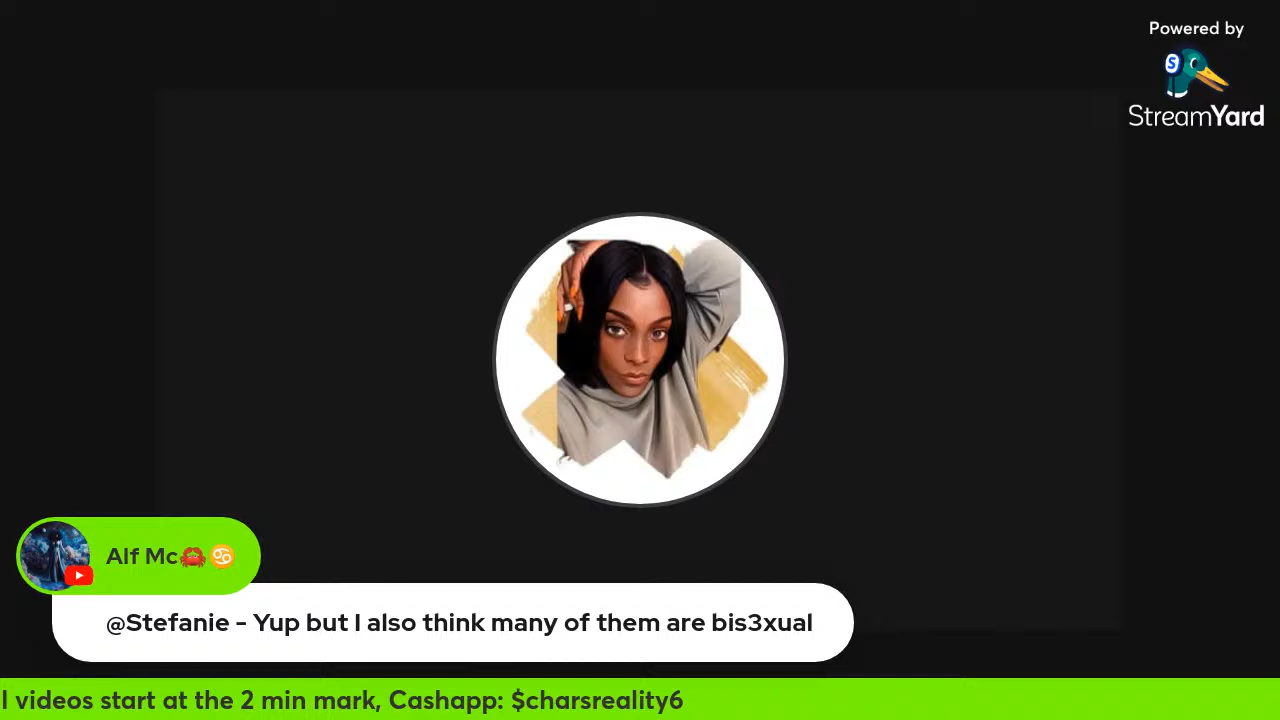 Powered by
S
StreamYard
Alf Mc🦀♋
@Stefanie - Yup but I also think many of them are bis3xual
l videos start at the 2 min mark, Cashapp: $charsreality6